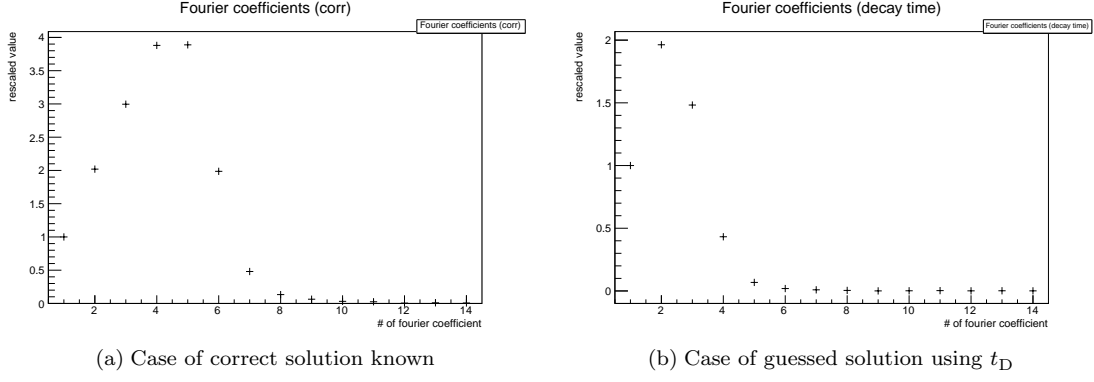 Fourier coefficients (corr)
Fourier coefficients (corr)
rescaled value
4
3.5
3
2.5
2
1.5
1
0.5
0
2 4 6 8 10 12 14
# of fourier coefficient
(a) Case of correct solution known
Fourier coefficients (decay time)
Fourier coefficients (decay time)
rescaled value
2
1.5
1
0.5
0
2 4 6 8 10 12 14
# of fourier coefficient
(b) Case of guessed solution using tD